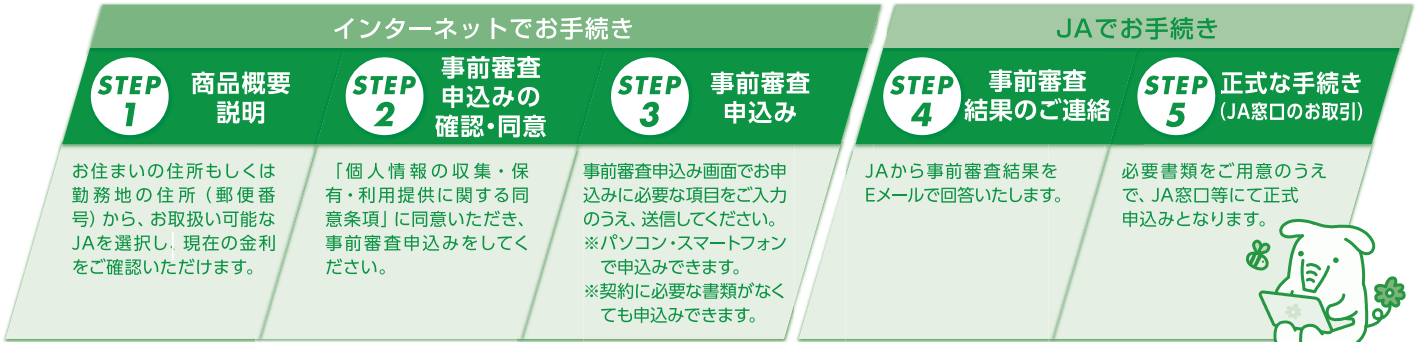 インターネットでお手続き
STEP
1
商品概要
説明
STEP
2
事前審査
申込みの
確認・同意
STEP
3
事前審査
申込み
お住まいの住所もしくは
勤務地の住所（郵便番
号）から、お取扱い可能な
JAを選択し、現在の金利
をご確認いただけます。
「個人情報の収集・保
有・利用提供に関する同
意条項」に同意いただき、
事前審査申込みをしてく
ださい。
事前審査申込み画面でお申
込みに必要な項目をご入力
のうえ、送信してください。
※パソコン・スマートフォン
で申込みできます。
※契約に必要な書類がなく
ても申込みできます。
JAでお手続き
STEP
4
事前審査
結果のご連絡
STEP
5
正式な手続き
（JA窓口のお取引）
JAから事前審査結果を
Eメールで回答いたします。
必要書類をご用意のうえ
で、JA窓口等にて正式
申込みとなります。